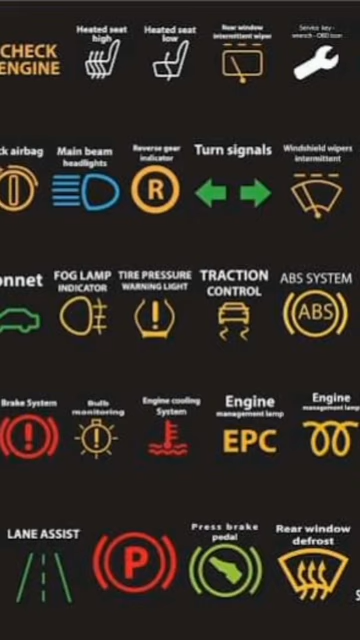 CHECK
ENGINE
Heated seat
high
Heated seat
low
Rear window
intermittent wiper
Service key -
wrench - OBD icon
ck airbag
Main beam
headlights
Reverse gear
indicator
R
Turn signals
Windshield wipers
intermittent
onnet
FOG LAMP
INDICATOR
TIRE PRESSURE
WARNING LIGHT
!
TRACTION
CONTROL
ABS SYSTEM
ABS
Brake System
!
Bulb
monitoring
!
Engine cooling
System
Engine
management lamp
EPC
Engine
management lamp
LANE ASSIST
P
Press brake
pedal
Rear window
defrost
S